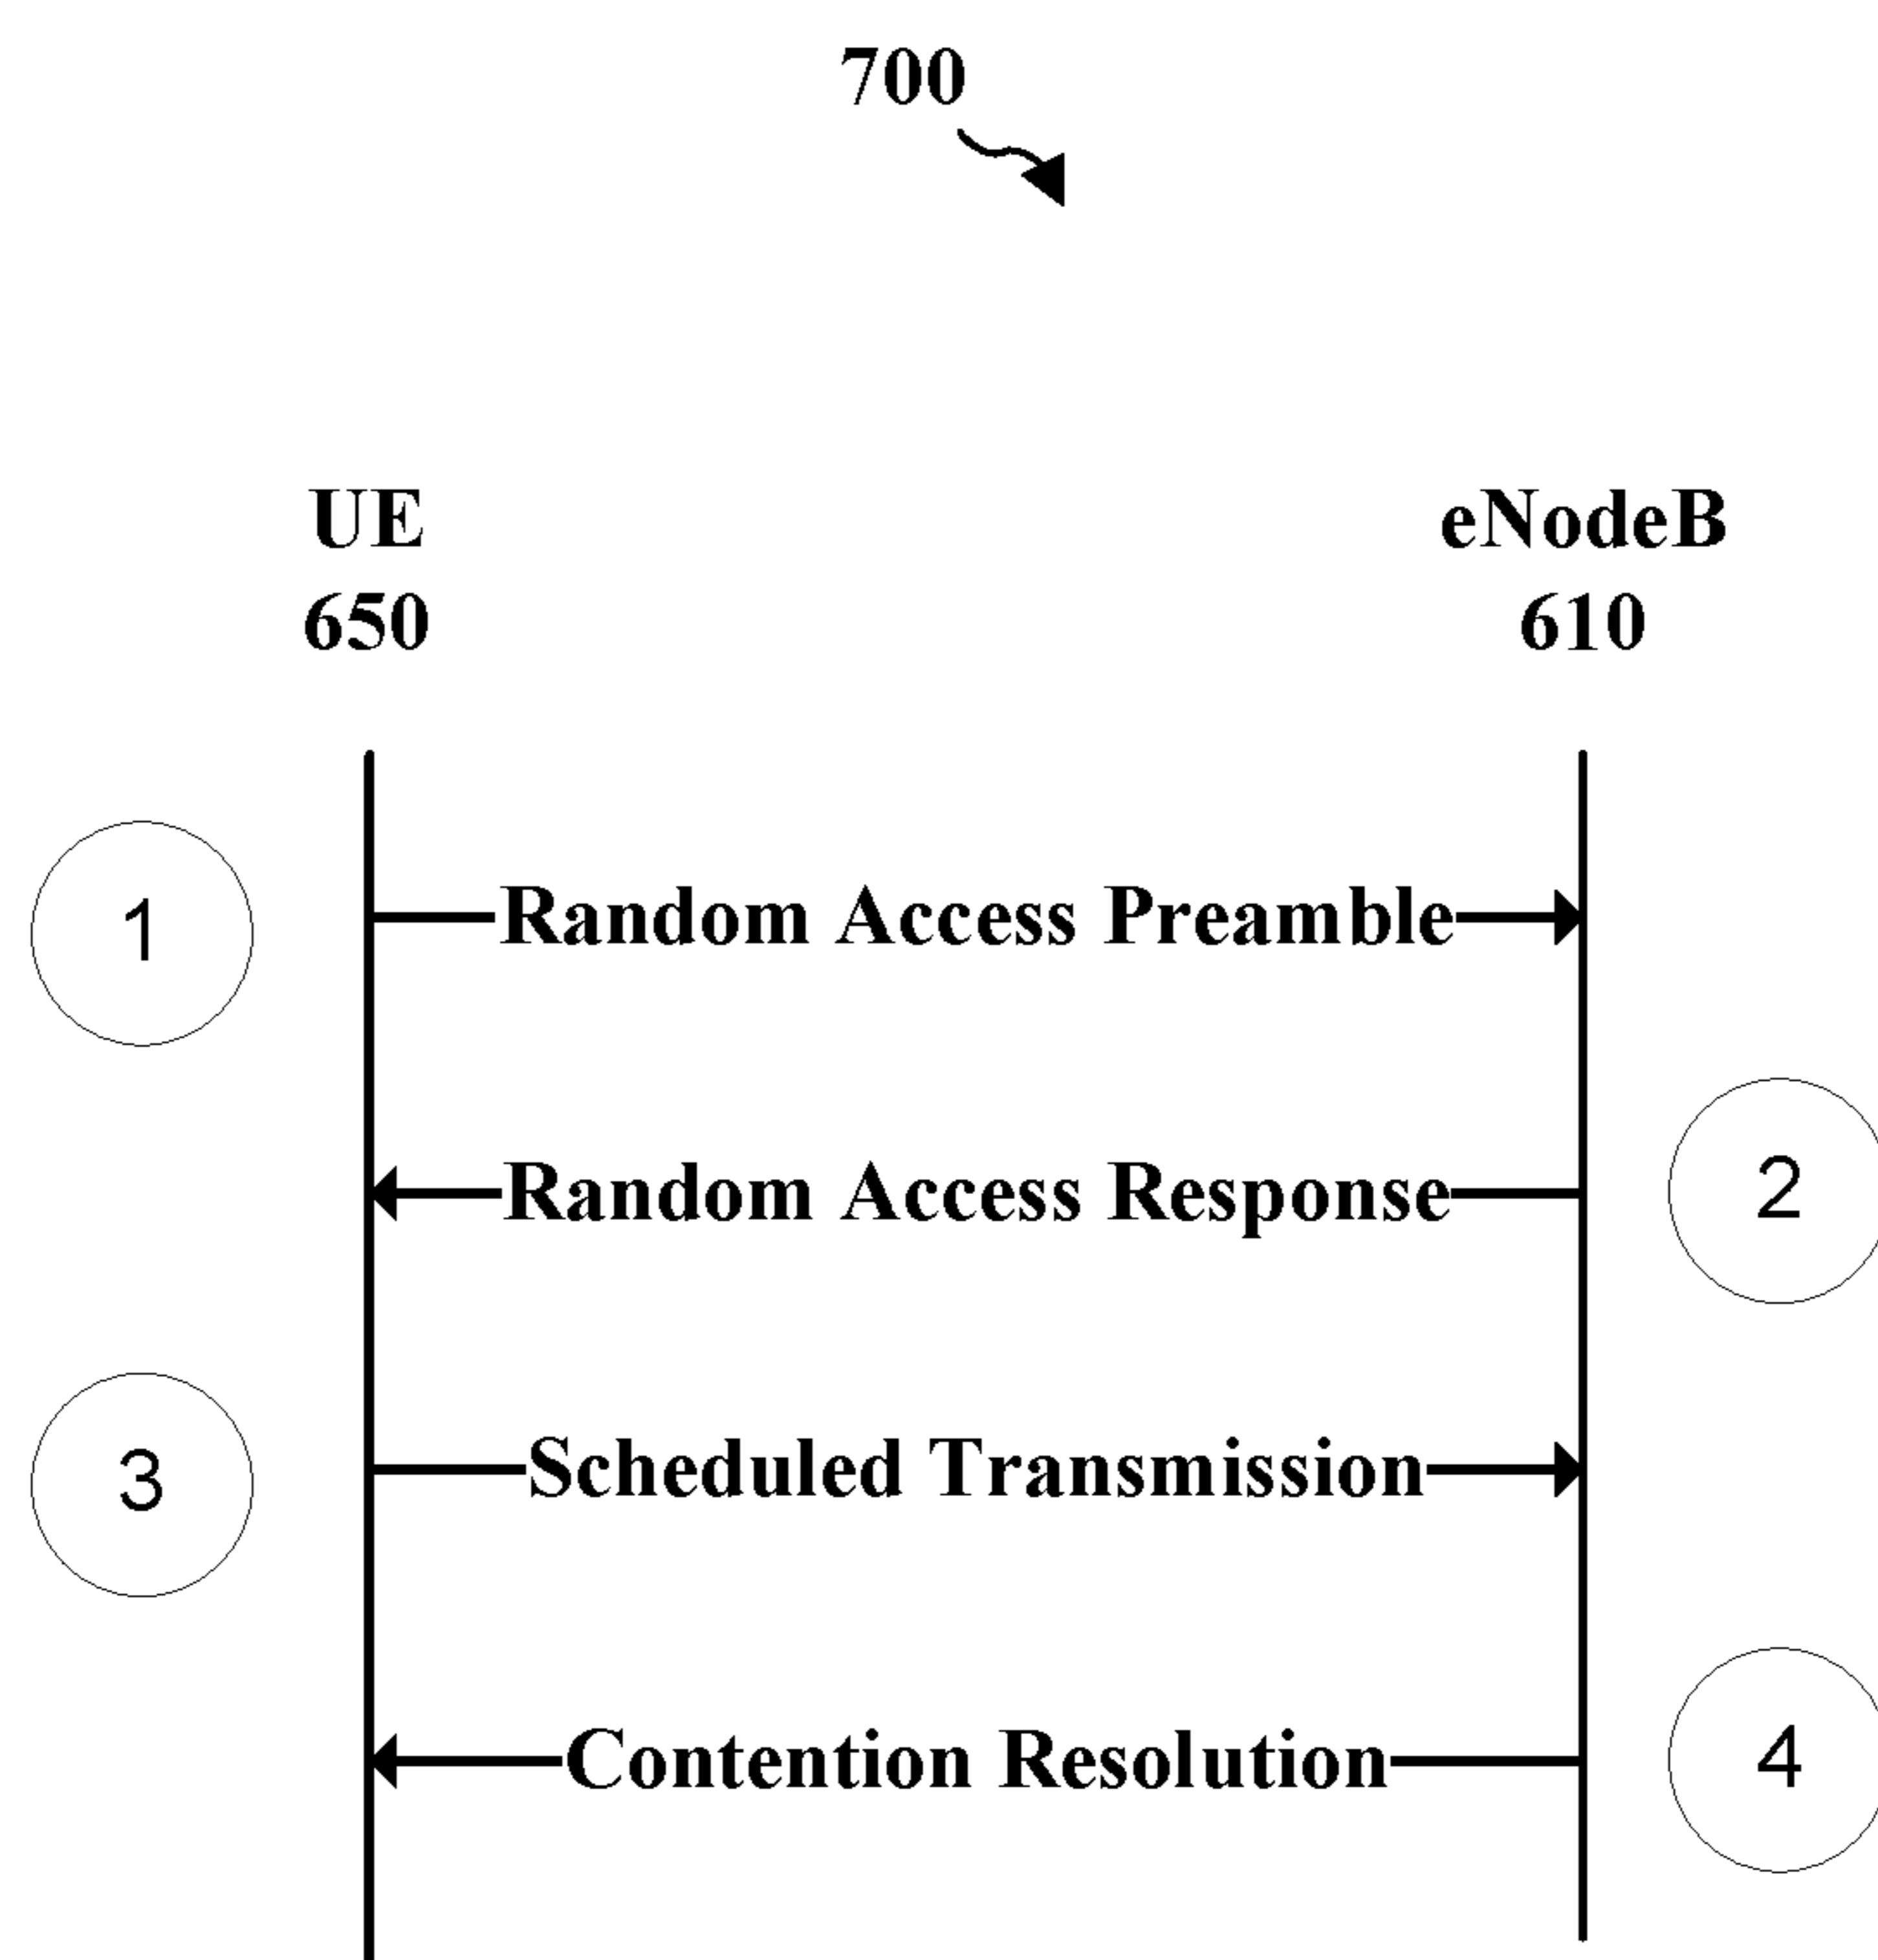 700
UE
650
eNodeB
610
1
Random Access Preamble
Random Access Response
2
3
Scheduled Transmission
Contention Resolution
4